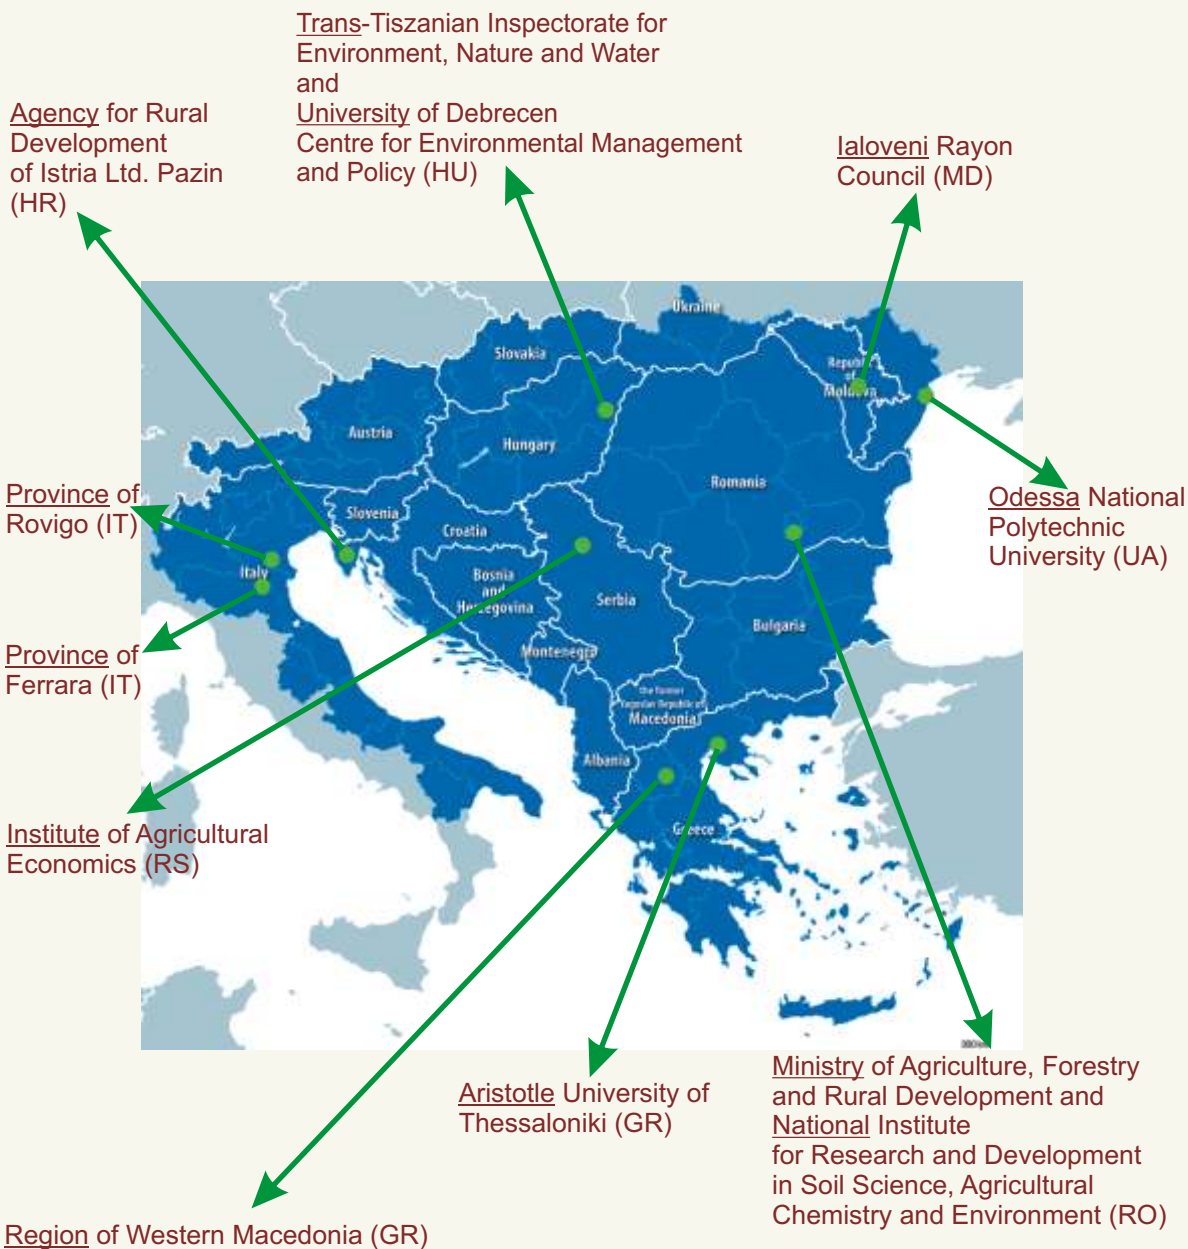 Trans-Tiszanian Inspectorate for
Environment, Nature and Water
and
University of Debrecen
Centre for Environmental Management
and Policy (HU)
Agency for Rural
Development
of Istria Ltd. Pazin
(HR)
Ialoveni Rayon
Council (MD)
Ukraine
Slovakia
Republic
of
Moldova
Austria
Hungary
Romania
Province of
Rovigo (IT)
Slovenia
Croatia
Odessa National
Polytechnic
University (UA)
Italy
Bosnia
and
Herzegovina
Serbia
Bulgaria
Province of
Ferrara (IT)
Montenegro
the former
Yugoslav Republic of
Macedonia
Albania
Institute of Agricultural
Economics (RS)
Greece
Aristotle University of
Thessaloniki (GR)
Ministry of Agriculture, Forestry
and Rural Development and
National Institute
for Research and Development
in Soil Science, Agricultural
Chemistry and Environment (RO)
Region of Western Macedonia (GR)